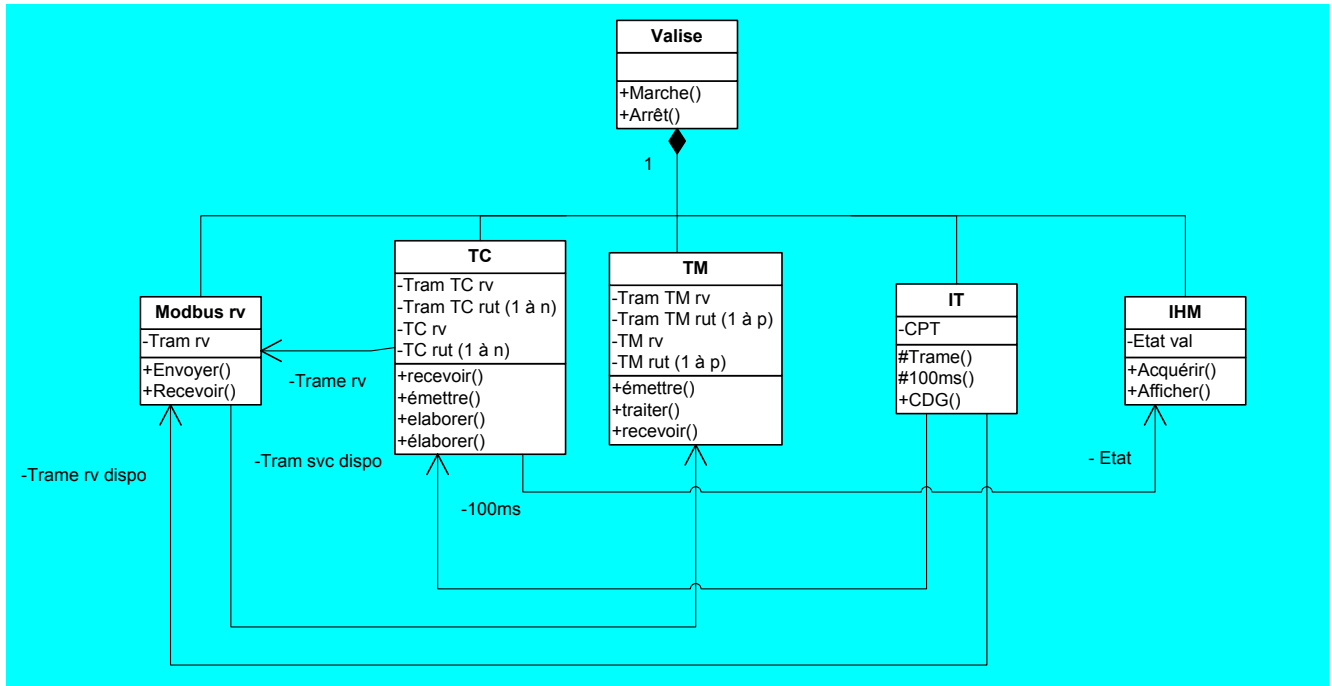 Valise
+Marche()
+Arrêt()
1
Modbus rv
-Tram rv
+Envoyer()
+Recevoir()
-Trame rv
TC
-Tram TC rv
-Tram TC rut (1 à n)
-TC rv
-TC rut (1 à n)
+recevoir()
+émettre()
+elaborer()
+élaborer()
TM
-Tram TM rv
-Tram TM rut (1 à p)
-TM rv
-TM rut (1 à p)
+émettre()
+traiter()
+recevoir()
IT
-CPT
#Trame()
#100ms()
+CDG()
IHM
-Etat val
+Acquérir()
+Afficher()
-Trame rv dispo
-Tram svc dispo
-100ms
- Etat